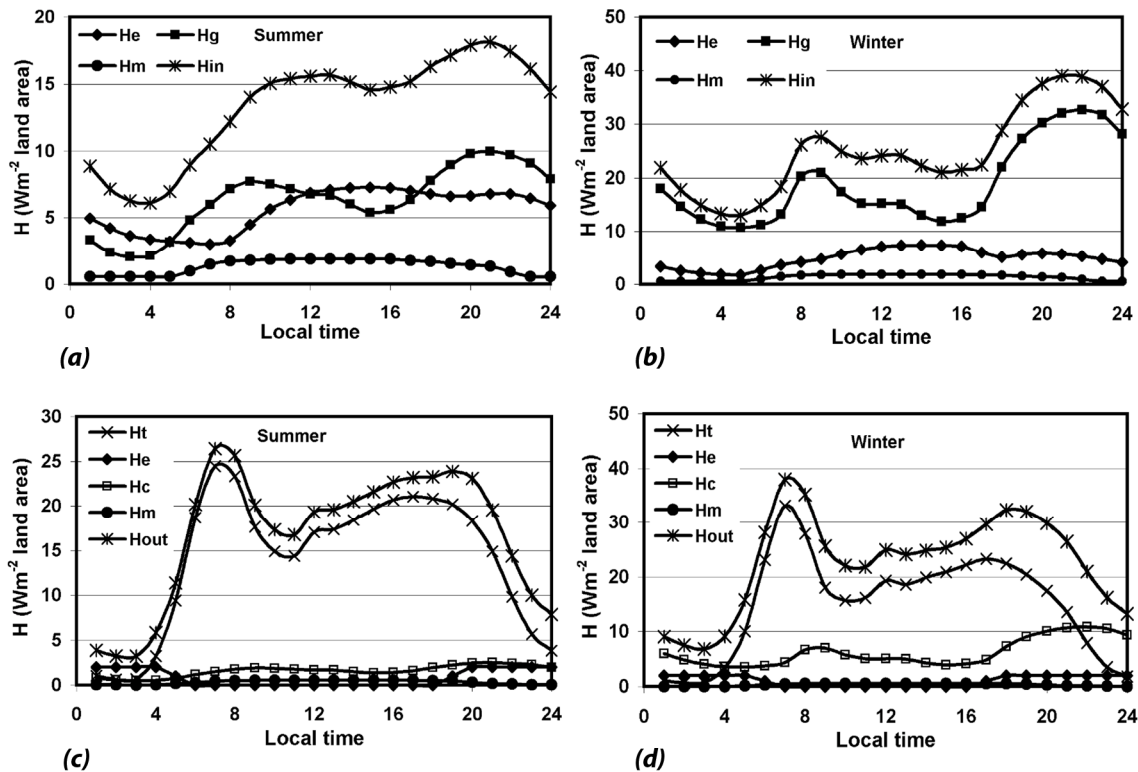 20
15
10
5
0
H (Wm-2 land area)
He Hg Summer
Hm Hin
0 4 8 12 16 20 24
Local time
(a)
50
40
30
20
10
0
H (Wm-2 land area)
He Hg Winter
Hm Hin
0 4 8 12 16 20 24
Local time
(b)
30
25
20
15
10
5
0
H (Wm-2 land area)
Ht Summer
He
Hc
Hm
Hout
0 4 8 12 16 20 24
Local time
(c)
50
40
30
20
10
0
H (Wm-2 land area)
Ht Winter
He
Hc
Hm
Hout
0 4 8 12 16 20 24
Local time
(d)